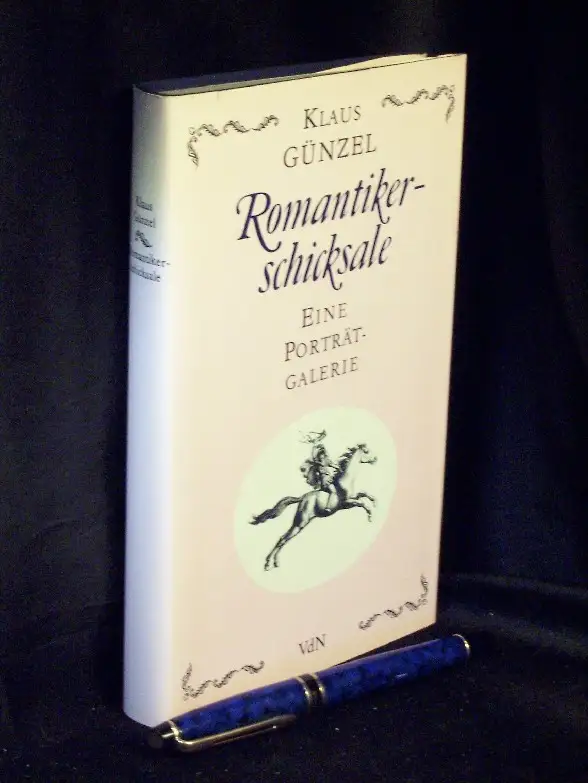 KLAUS
GÜNZEL
Romantiker-
schicksale
EINE
PORTRÄT-
GALERIE
VdN
Klaus
Günzel
Romantiker-
schicksale